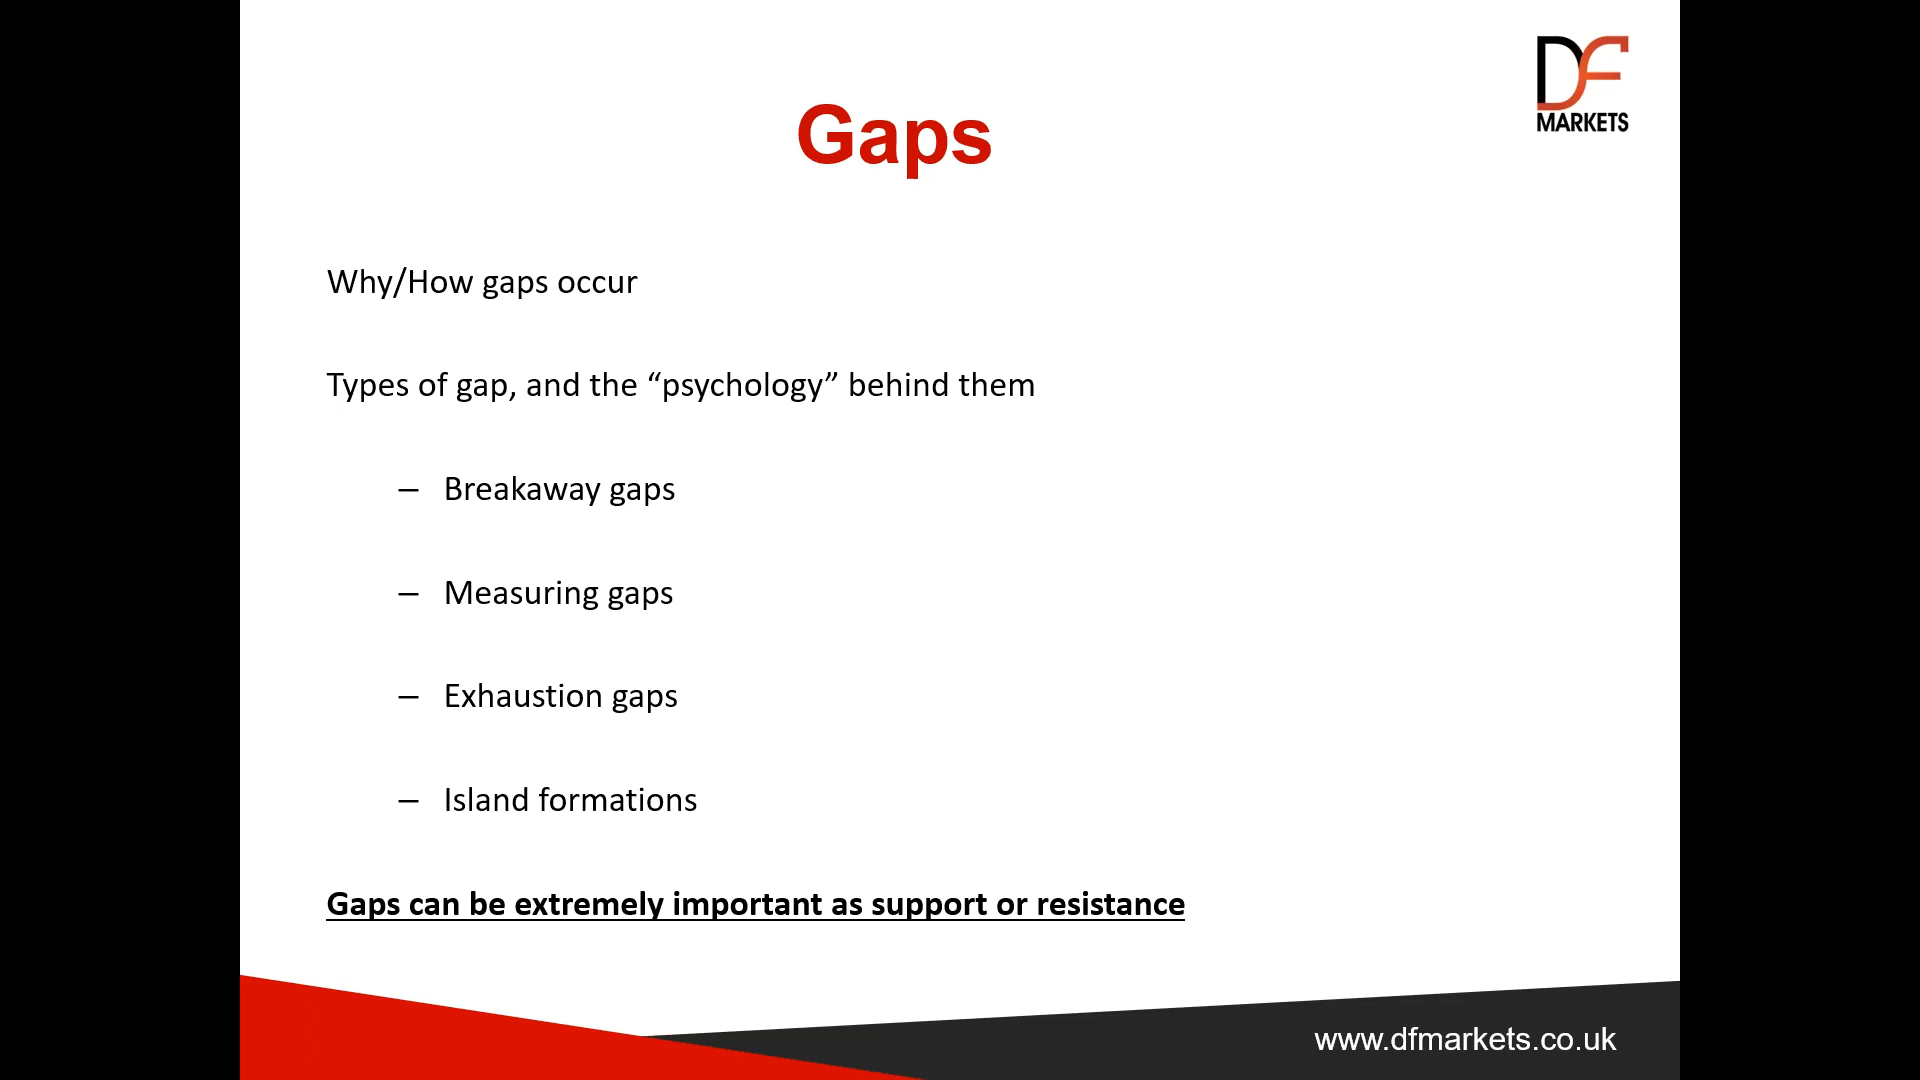 DF
MARKETS
Gaps
Why/How gaps occur
Types of gap, and the “psychology” behind them
– Breakaway gaps
– Measuring gaps
– Exhaustion gaps
– Island formations
Gaps can be extremely important as support or resistance
www.dfmarkets.co.uk